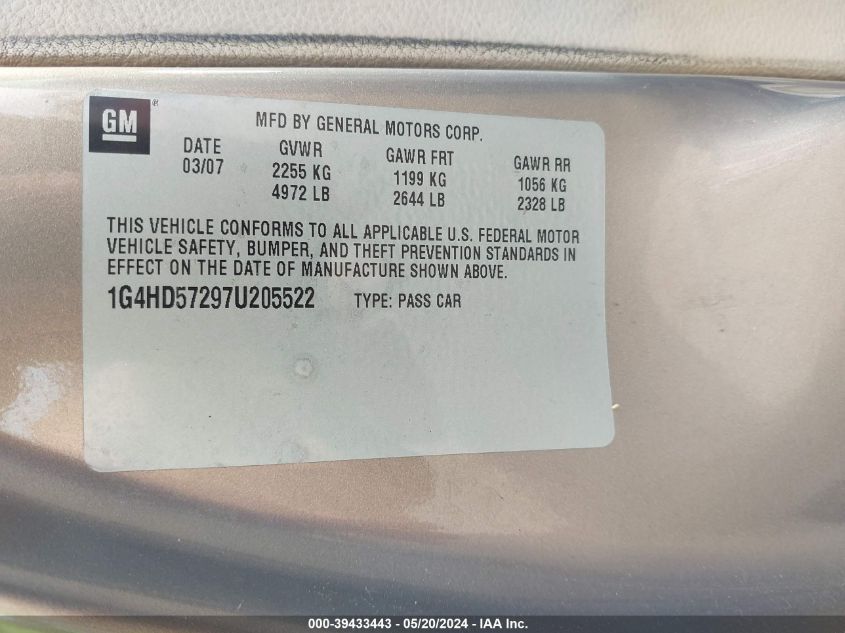 GM®
MFD BY GENERAL MOTORS CORP.
DATE GVWR GAWR FRT GAWR RR
03/07 2255 KG 1199 KG 1056 KG
4972 LB 2644 LB 2328 LB
THIS VEHICLE CONFORMS TO ALL APPLICABLE U.S. FEDERAL MOTOR
VEHICLE SAFETY, BUMPER, AND THEFT PREVENTION STANDARDS IN
EFFECT ON THE DATE OF MANUFACTURE SHOWN ABOVE.
1G4HD57297U205522 TYPE: PASS CAR
000-39433443 - 05/20/2024 - IAA Inc.